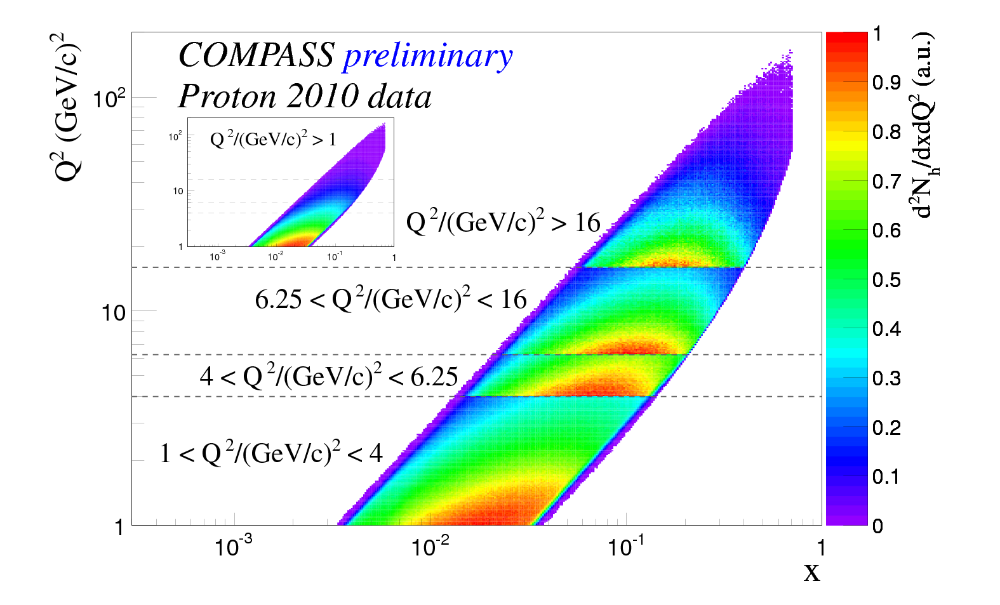 COMPASS preliminary
Proton 2010 data
Q²/(GeV/c)² > 1
10²
10
1
10⁻³ 10⁻² 10⁻¹ 1
Q²/(GeV/c)² > 16
6.25 < Q²/(GeV/c)² < 16
4 < Q²/(GeV/c)² < 6.25
1 < Q²/(GeV/c)² < 4
Q² (GeV/c)²
10²
10
1
10⁻³ 10⁻² 10⁻¹ 1
x
1
0.9
0.8
0.7
0.6
0.5
0.4
0.3
0.2
0.1
0
d²Nₕ/dxdQ² (a.u.)